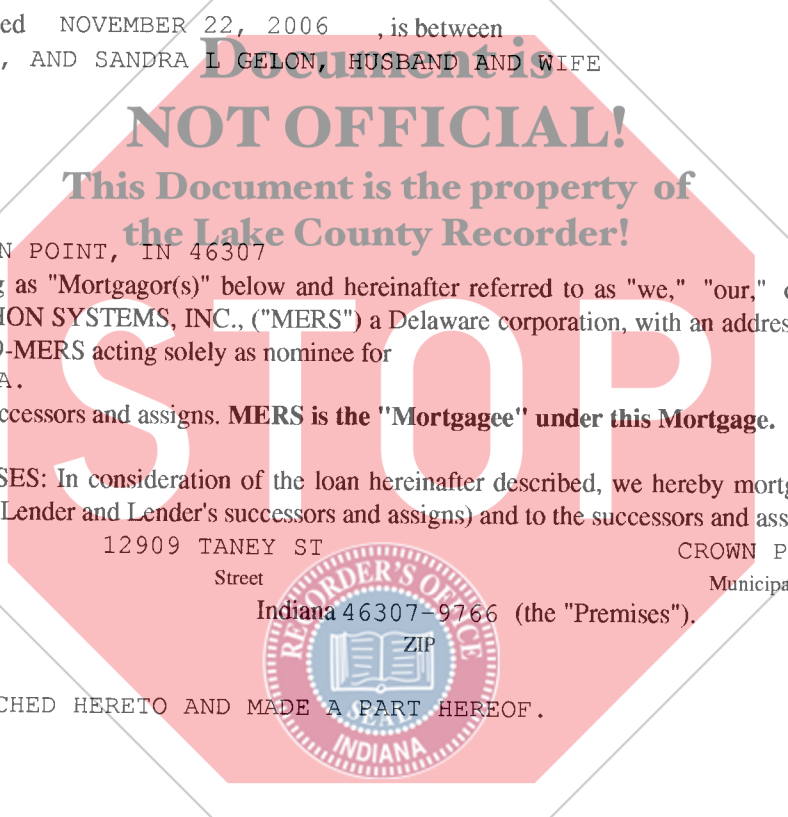 ed NOVEMBER 22, 2006 , is between
Document is
, AND SANDRA L GELON, HUSBAND AND WIFE
NOT OFFICIAL!
This Document is the property of
the Lake County Recorder!
N POINT, IN 46307
g as "Mortgagor(s)" below and hereinafter referred to as "we," "our,"
ION SYSTEMS, INC., ("MERS") a Delaware corporation, with an addres
9-MERS acting solely as nominee for
A.
ccessors and assigns. MERS is the "Mortgagee" under this Mortgage.
STOP
SES: In consideration of the loan hereinafter described, we hereby mortg
Lender and Lender's successors and assigns) and to the successors and ass
12909 TANEY ST CROWN P
Street Municipa
Indiana 46307-9766 (the "Premises").
ZIP
RECORDER'S OFFICE
SEAL
INDIANA
CHED HERETO AND MADE A PART HEREOF.